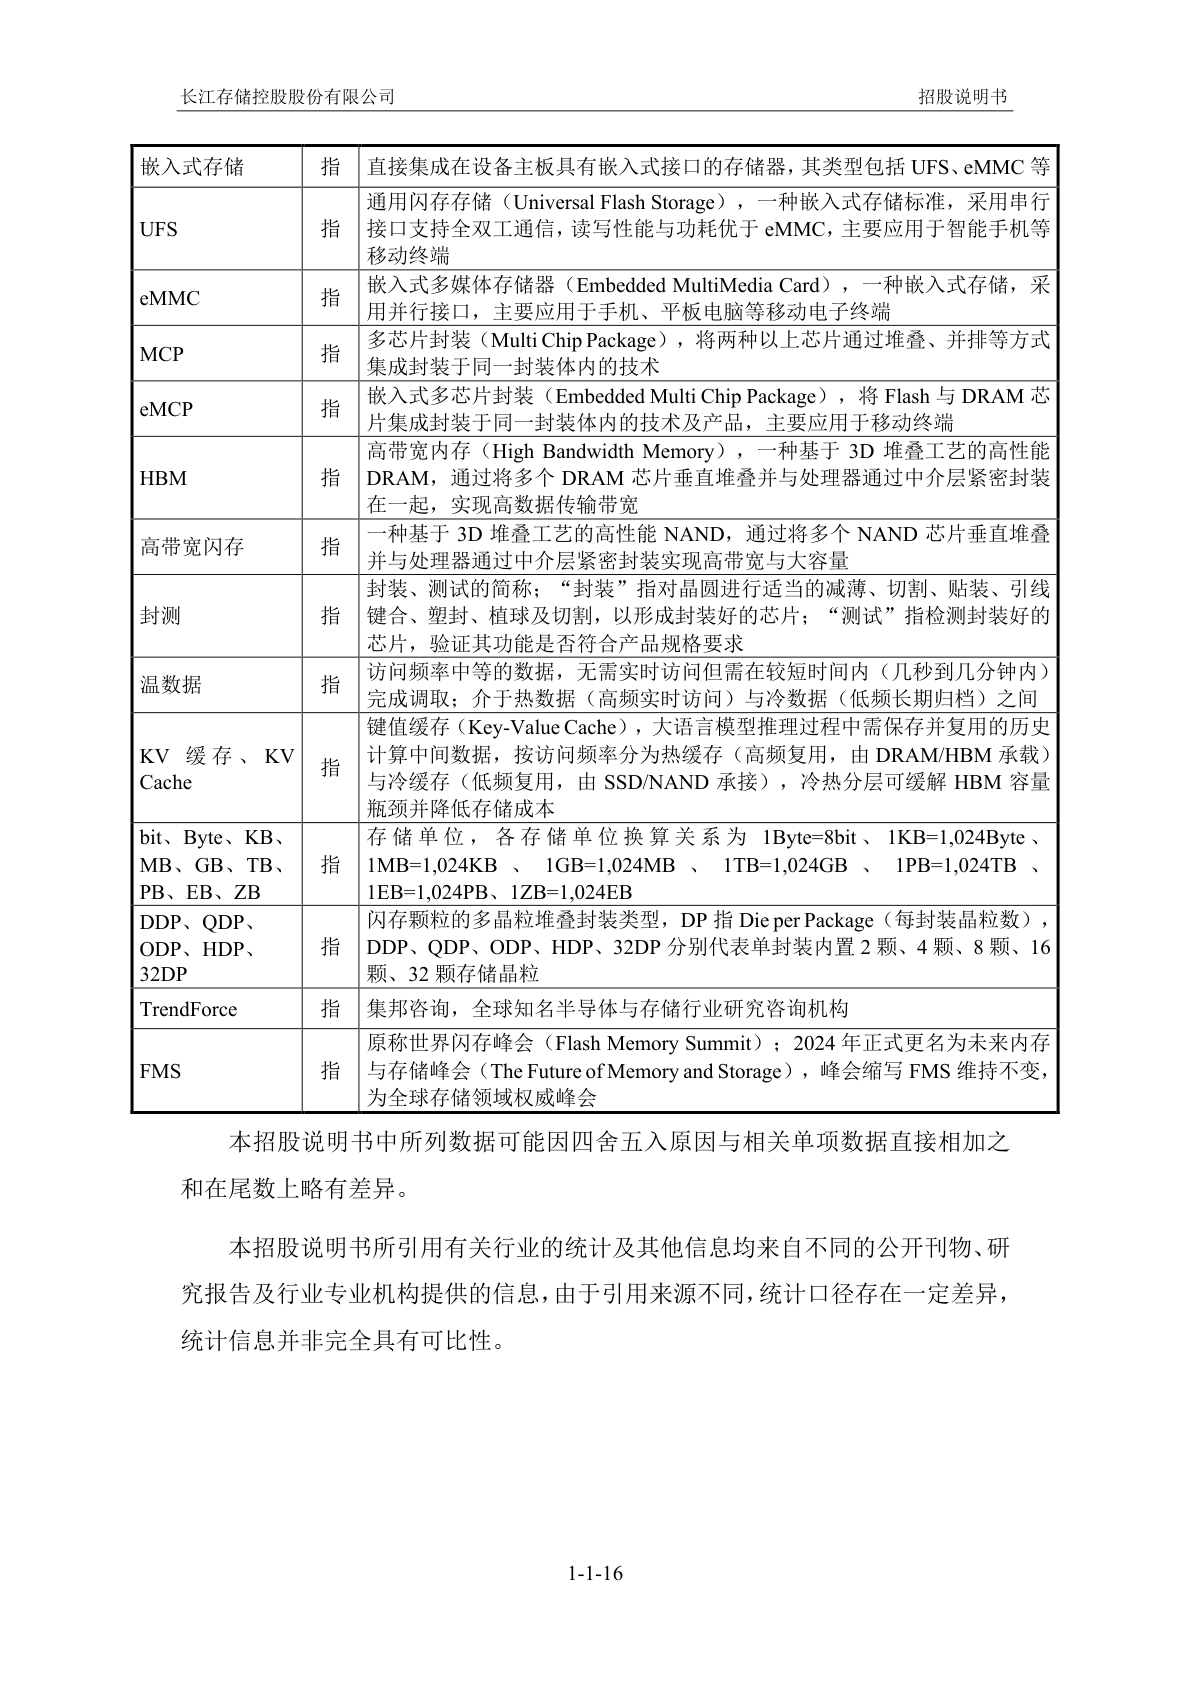 长江存储控股股份有限公司 招股说明书
嵌入式存储 指 直接集成在设备主板具有嵌入式接口的存储器，其类型包括 UFS、eMMC 等
UFS 指 通用闪存存储（Universal Flash Storage），一种嵌入式存储标准，采用串行
接口支持全双工通信，读写性能与功耗优于 eMMC，主要应用于智能手机等
移动终端
eMMC 指 嵌入式多媒体存储器（Embedded MultiMedia Card），一种嵌入式存储，采
用并行接口，主要应用于手机、平板电脑等移动电子终端
MCP 指 多芯片封装（Multi Chip Package），将两种以上芯片通过堆叠、并排等方式
集成封装于同一封装体内的技术
eMCP 指 嵌入式多芯片封装（Embedded Multi Chip Package），将 Flash 与 DRAM 芯
片集成封装于同一封装体内的技术及产品，主要应用于移动终端
HBM 指 高带宽内存（High Bandwidth Memory），一种基于 3D 堆叠工艺的高性能
DRAM，通过将多个 DRAM 芯片垂直堆叠并与处理器通过中介层紧密封装
在一起，实现高数据传输带宽
高带宽闪存 指 一种基于 3D 堆叠工艺的高性能 NAND，通过将多个 NAND 芯片垂直堆叠
并与处理器通过中介层紧密封装实现高带宽与大容量
封测 指 封装、测试的简称；“封装”指对晶圆进行适当的减薄、切割、贴装、引线
键合、塑封、植球及切割，以形成封装好的芯片；“测试”指检测封装好的
芯片，验证其功能是否符合产品规格要求
温数据 指 访问频率中等的数据，无需实时访问但需在较短时间内（几秒到几分钟内）
完成调取；介于热数据（高频实时访问）与冷数据（低频长期归档）之间
KV 缓存、KV
Cache 指 键值缓存（Key-Value Cache），大语言模型推理过程中需保存并复用的历史
计算中间数据，按访问频率分为热缓存（高频复用，由 DRAM/HBM 承载）
与冷缓存（低频复用，由 SSD/NAND 承接），冷热分层可缓解 HBM 容量
瓶颈并降低存储成本
bit、Byte、KB、
MB、GB、TB、
PB、EB、ZB 指 存储单位，各存储单位换算关系为 1Byte=8bit、1KB=1,024Byte、
1MB=1,024KB、1GB=1,024MB、1TB=1,024GB、1PB=1,024TB、
1EB=1,024PB、1ZB=1,024EB
DDP、QDP、
ODP、HDP、
32DP 指 闪存颗粒的多晶粒堆叠封装类型，DP 指 Die per Package（每封装晶粒数），
DDP、QDP、ODP、HDP、32DP 分别代表单封装内置 2 颗、4 颗、8 颗、16
颗、32 颗存储晶粒
TrendForce 指 集邦咨询，全球知名半导体与存储行业研究咨询机构
FMS 指 原称世界闪存峰会（Flash Memory Summit）；2024 年正式更名为未来内存
与存储峰会（The Future of Memory and Storage），峰会缩写 FMS 维持不变，
为全球存储领域权威峰会
本招股说明书中所列数据可能因四舍五入原因与相关单项数据直接相加之
和在尾数上略有差异。
本招股说明书所引用有关行业的统计及其他信息均来自不同的公开刊物、研
究报告及行业专业机构提供的信息，由于引用来源不同，统计口径存在一定差异，
统计信息并非完全具有可比性。
1-1-16